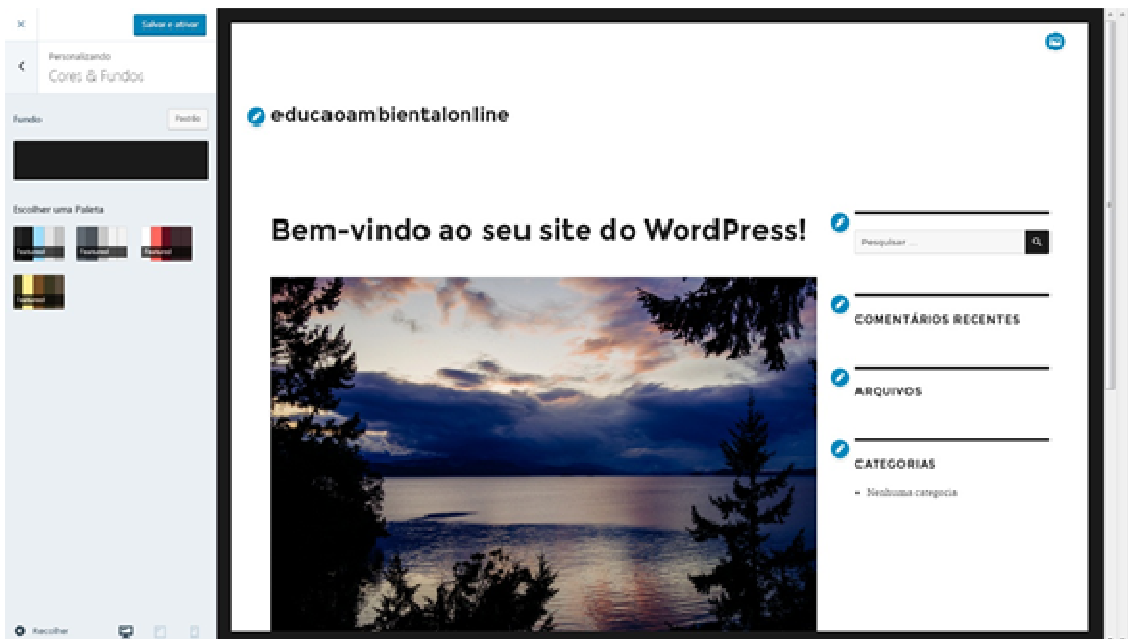 Salvar e ativar
Personalizando
Cores & Fundos
Fundo
Padrão
Escolher uma Paleta
Featured
Featured
Featured
Featured
Recolher
educaoambientalonline
Bem-vindo ao seu site do WordPress!
Pesquisar ...
COMENTÁRIOS RECENTES
ARQUIVOS
CATEGORIAS
Nenhuma categoria